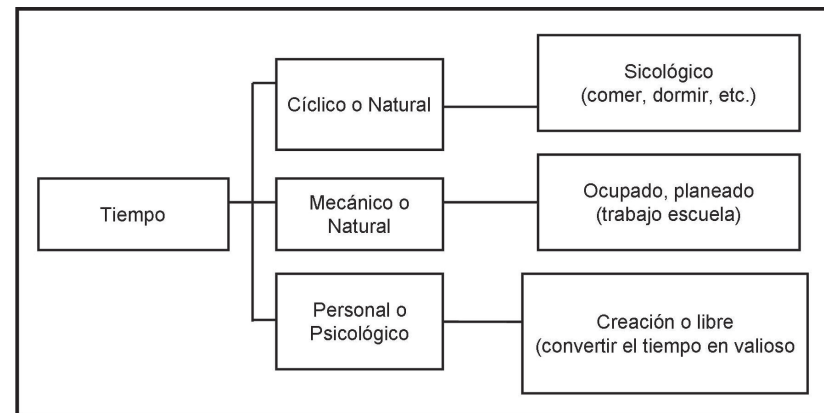 Tiempo
Cíclico o Natural
Sicológico
(comer, dormir, etc.)
Mecánico o
Natural
Ocupado, planeado
(trabajo escuela)
Personal o
Psicológico
Creación o libre
(convertir el tiempo en valioso